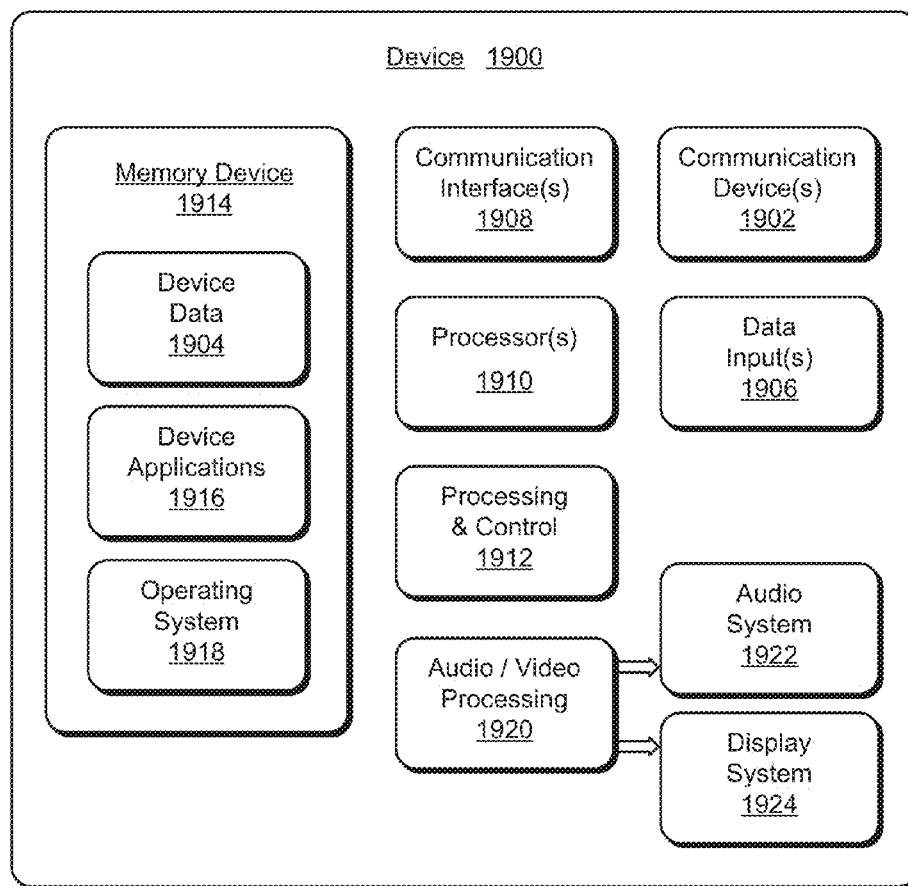 Device 1900
Memory Device
1914
Device
Data
1904
Device
Applications
1916
Operating
System
1918
Communication
Interface(s)
1908
Communication
Device(s)
1902
Processor(s)
1910
Data
Input(s)
1906
Processing
& Control
1912
Audio / Video
Processing
1920
Audio
System
1922
Display
System
1924